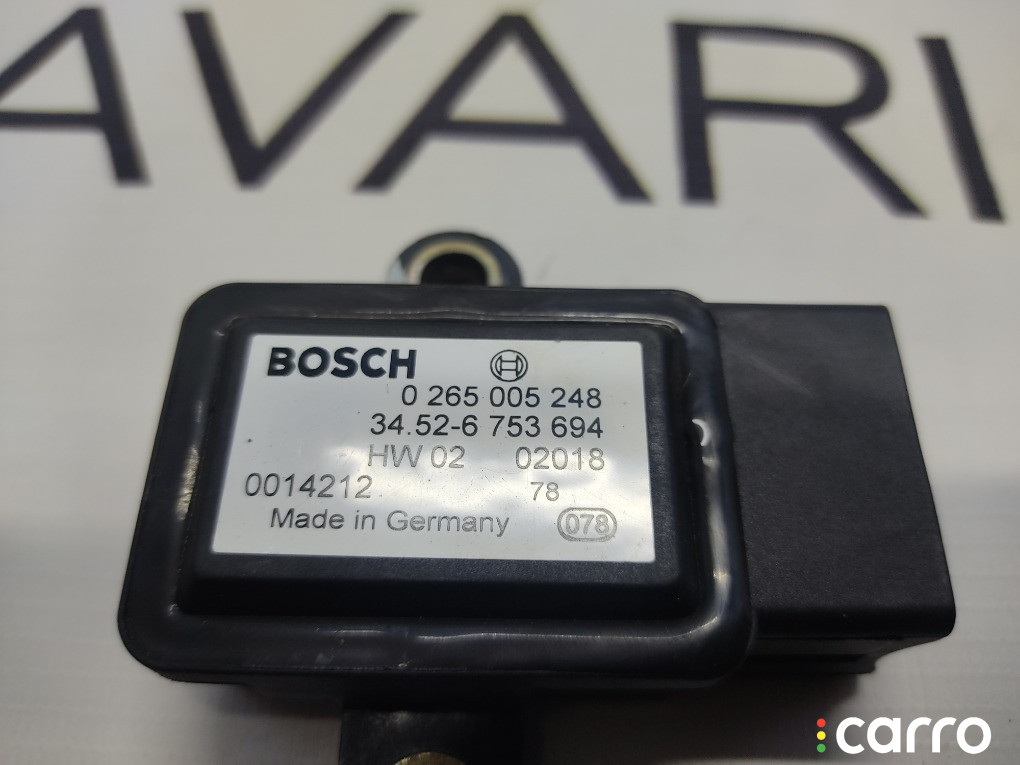 AVARI
BOSCH
0 265 005 248
34.52-6 753 694
HW 02 02018
0014212 78
Made in Germany 078
carro